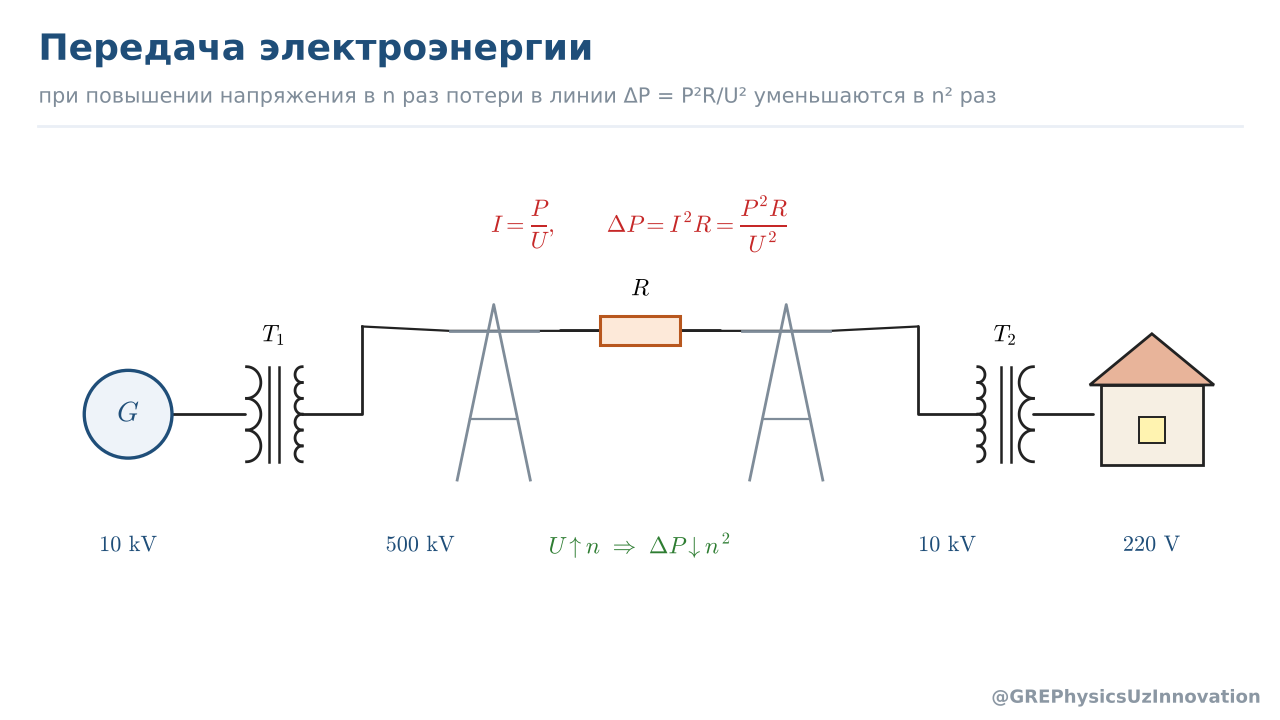 Передача электроэнергии
при повышении напряжения в n раз потери в линии ΔP = P²R/U² уменьшаются в n² раз
I = P/U, ΔP = I²R = P²R/U²
R
T₁ T₂
G
10 kV 500 kV U↑n ⇒ ΔP↓n² 10 kV 220 V
@GREPhysicsUzInnovation